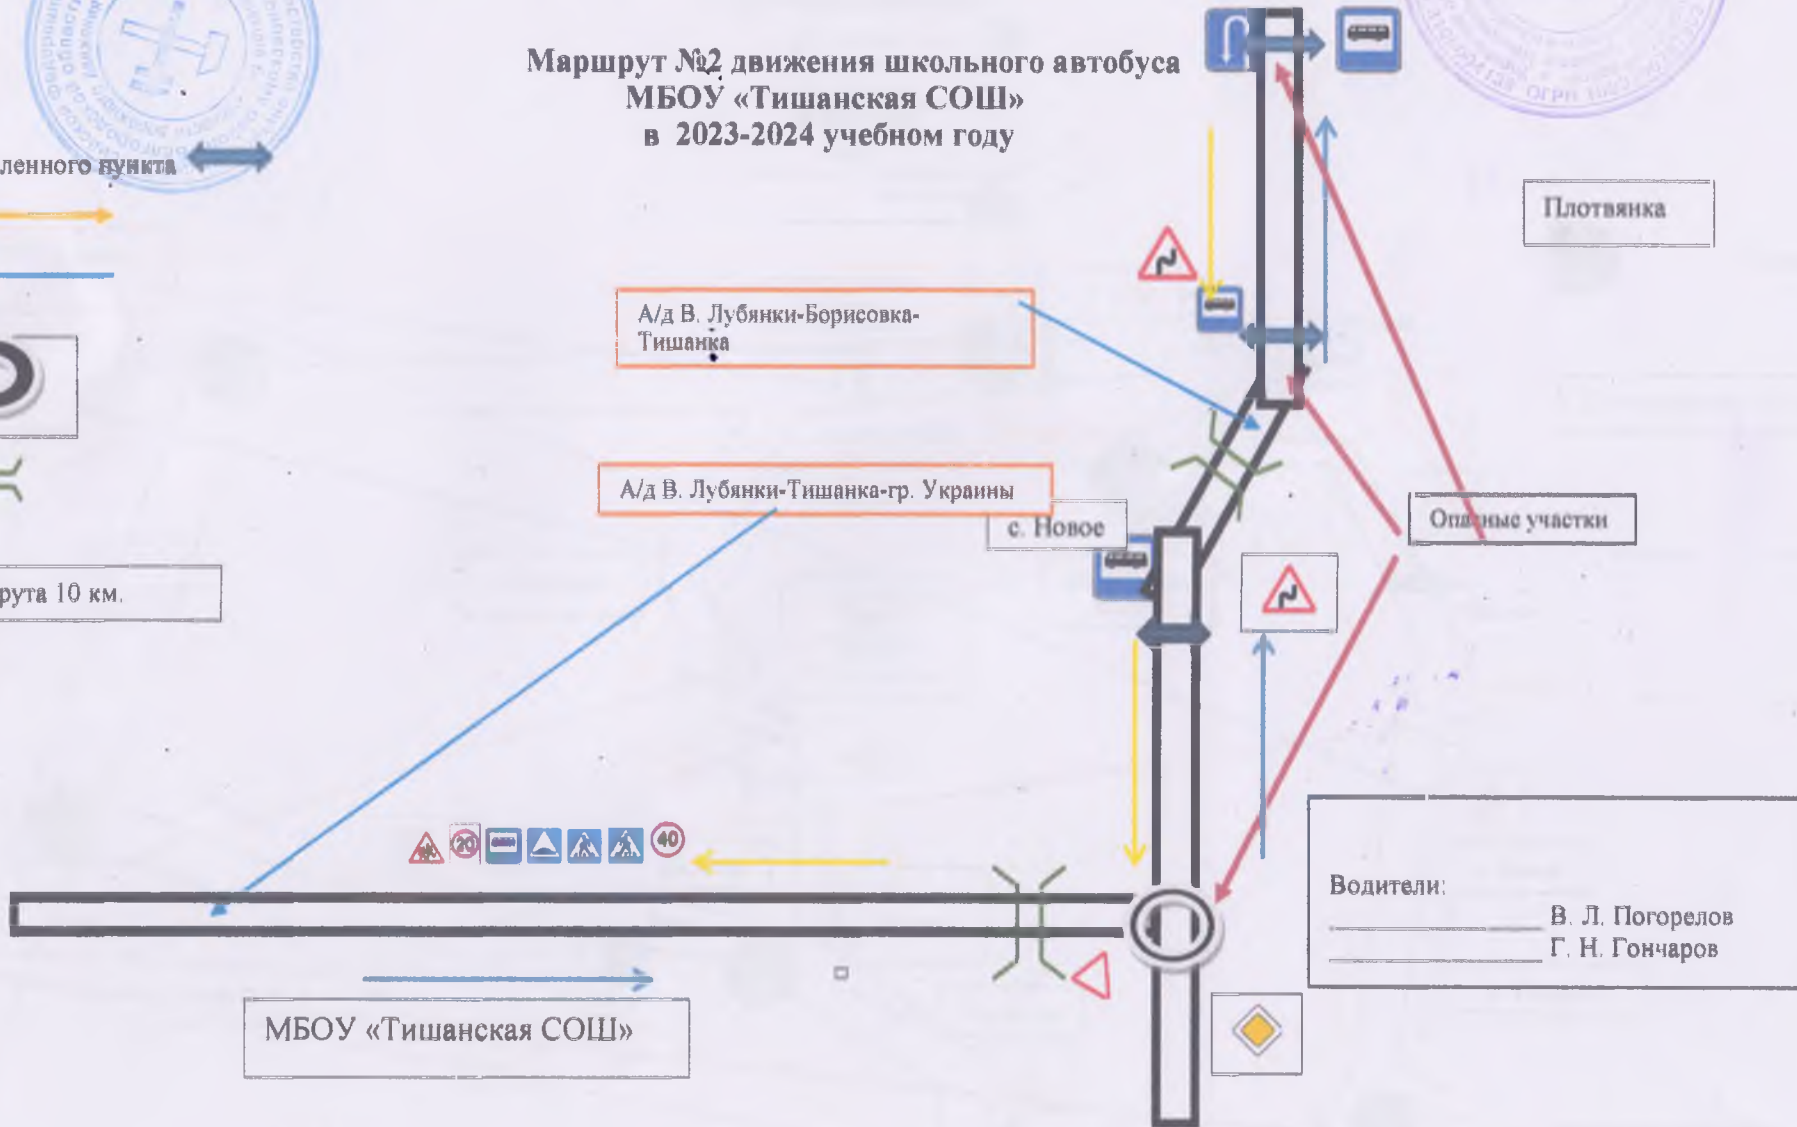 Маршрут №2 движения школьного автобуса
МБОУ «Тишанская СОШ»
в 2023-2024 учебном году
ленного пункта
Плотвянка
А/д В. Лубянки-Борисовка-
Тишанка
А/д В. Лубянки-Тишанка-гр. Украины
с. Новое
Опасные участки
рута 10 км.
20
40
Водители:
В. Л. Погорелов
Г. Н. Гончаров
МБОУ «Тишанская СОШ»